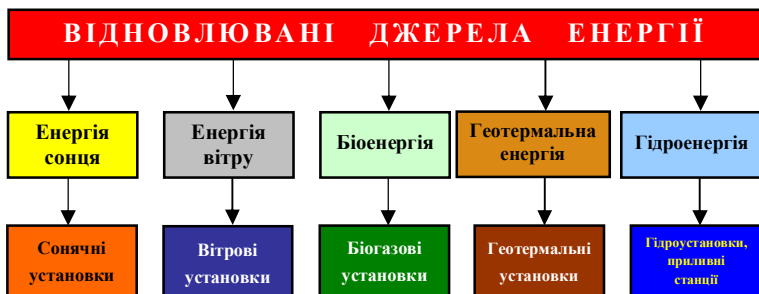 ВІДНОВЛЮВАНІ ДЖЕРЕЛА ЕНЕРГІЇ
Енергія
сонця
Енергія
вітру
Біоенергія
Геотермальна
енергія
Гідроенергія
Сонячні
установки
Вітрові
установки
Біогазові
установки
Геотермальні
установки
Гідроустановки,
приливні
станції